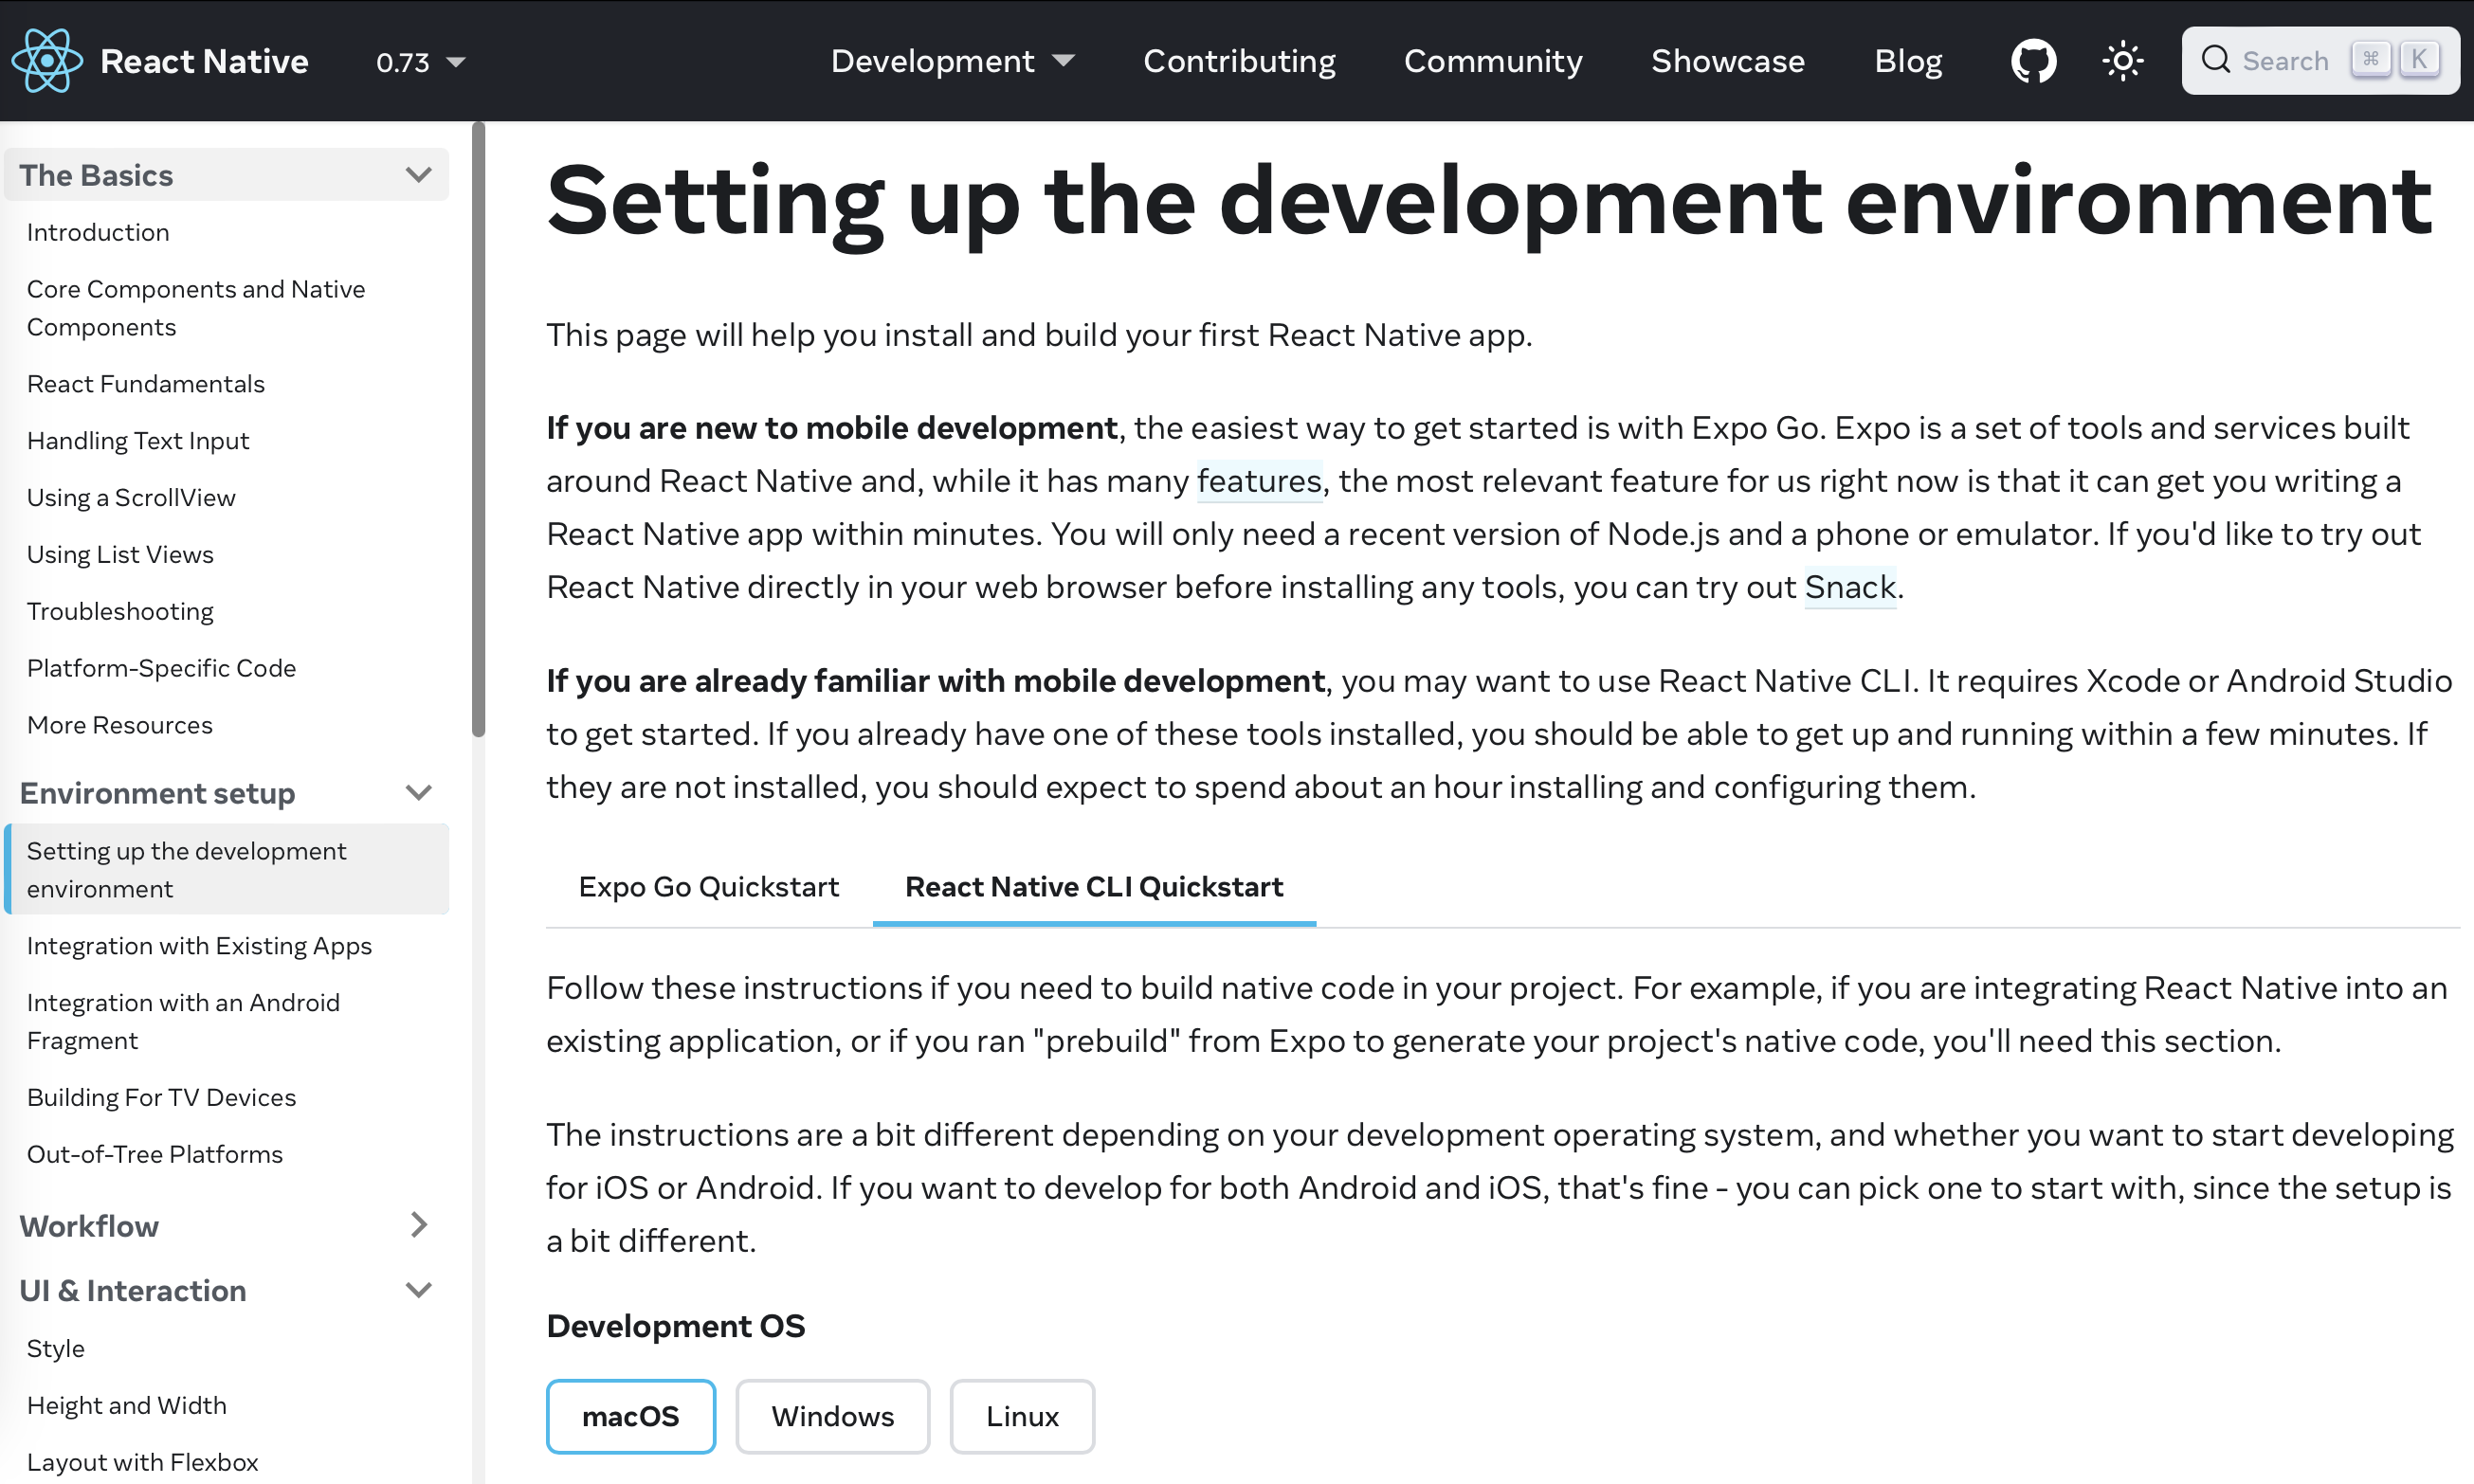 React Native
0.73
Development
Contributing
Community
Showcase
Blog
Search
⌘
K
The Basics
Introduction
Core Components and Native
Components
React Fundamentals
Handling Text Input
Using a ScrollView
Using List Views
Troubleshooting
Platform-Specific Code
More Resources
Environment setup
Setting up the development
environment
Integration with Existing Apps
Integration with an Android
Fragment
Building For TV Devices
Out-of-Tree Platforms
Workflow
UI & Interaction
Style
Height and Width
Layout with Flexbox
Setting up the development environment
This page will help you install and build your first React Native app.
If you are new to mobile development, the easiest way to get started is with Expo Go. Expo is a set of tools and services built
around React Native and, while it has many features, the most relevant feature for us right now is that it can get you writing a
React Native app within minutes. You will only need a recent version of Node.js and a phone or emulator. If you'd like to try out
React Native directly in your web browser before installing any tools, you can try out Snack.
If you are already familiar with mobile development, you may want to use React Native CLI. It requires Xcode or Android Studio
to get started. If you already have one of these tools installed, you should be able to get up and running within a few minutes. If
they are not installed, you should expect to spend about an hour installing and configuring them.
Expo Go Quickstart
React Native CLI Quickstart
Follow these instructions if you need to build native code in your project. For example, if you are integrating React Native into an
existing application, or if you ran "prebuild" from Expo to generate your project's native code, you'll need this section.
The instructions are a bit different depending on your development operating system, and whether you want to start developing
for iOS or Android. If you want to develop for both Android and iOS, that's fine - you can pick one to start with, since the setup is
a bit different.
Development OS
macOS
Windows
Linux